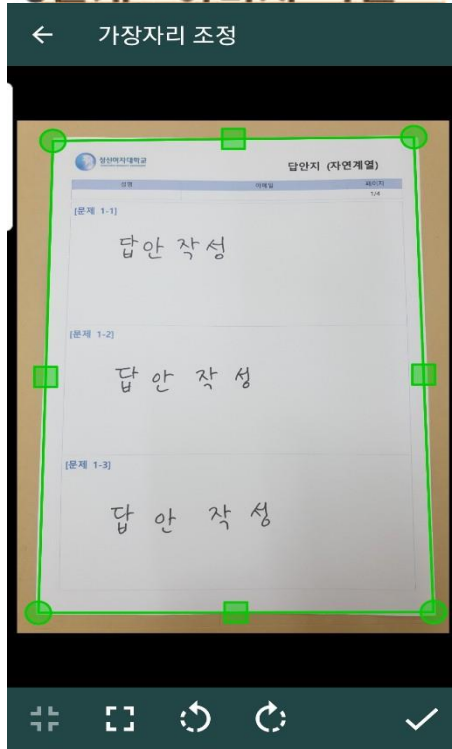 가장자리 조정
성신여자대학교
답안지 (자연계열)
성명 이메일 페이지
1/4
[문제 1-1]
답안 작성
[문제 1-2]
답 안 작 성
[문제 1-3]
답 안 작 성